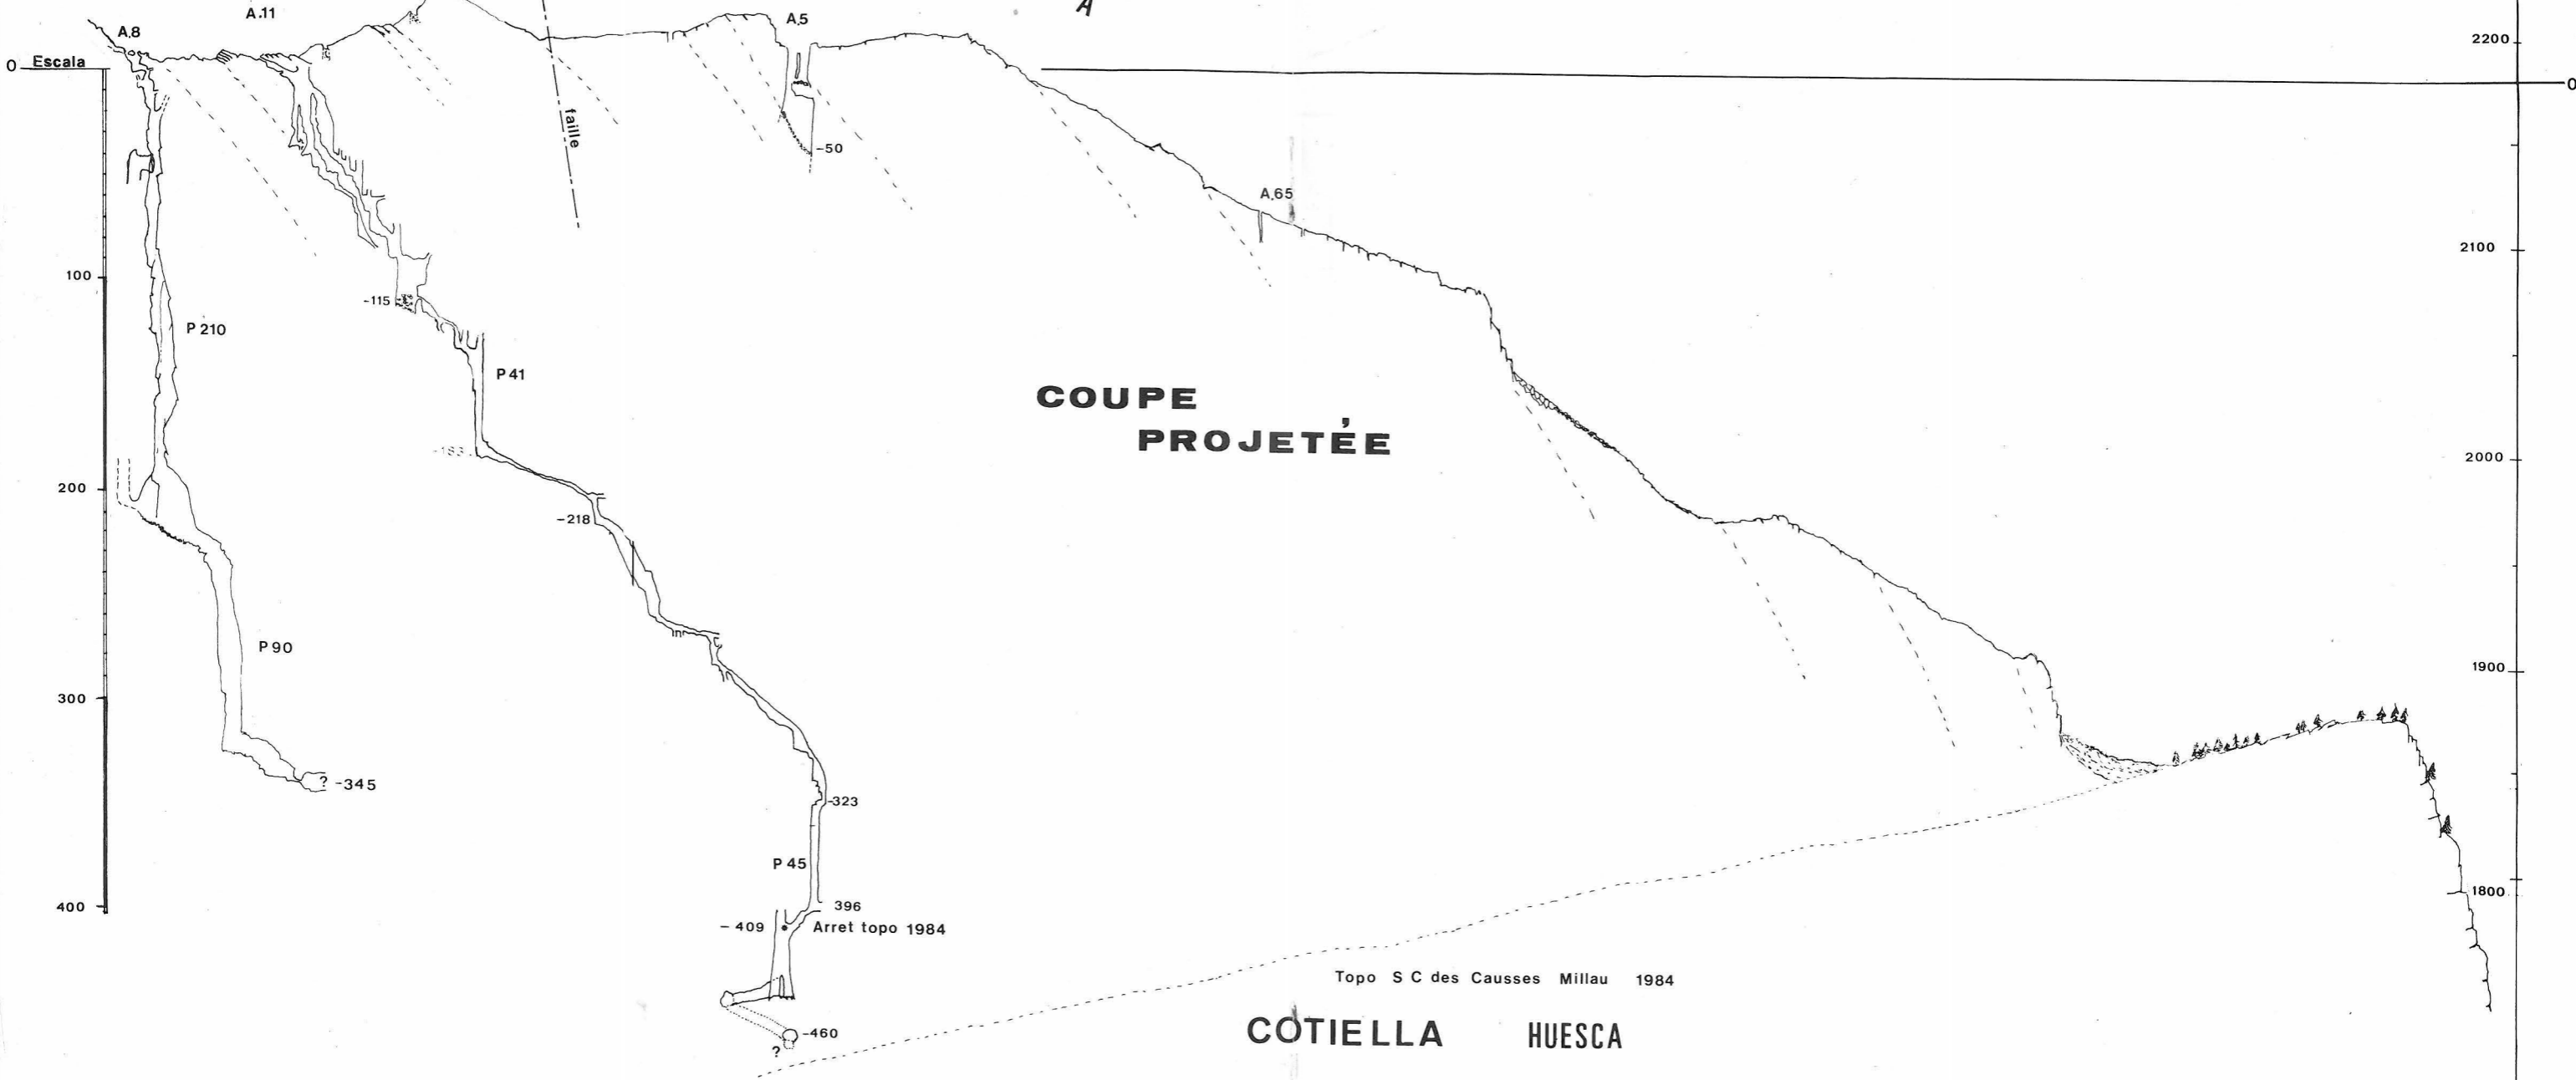 A
A.11
A.5
A.8
2200
0 Escala
0
faille
-50
A.65
2100
100
-115
P 210
P 41
COUPE
PROJETÉE
-183
2000
200
-218
P 90
1900
300
? -345
-323
P 45
1800
400
396
- 409
Arret topo 1984
Topo S C des Causses Millau 1984
-460
COTIELLA HUESCA
?